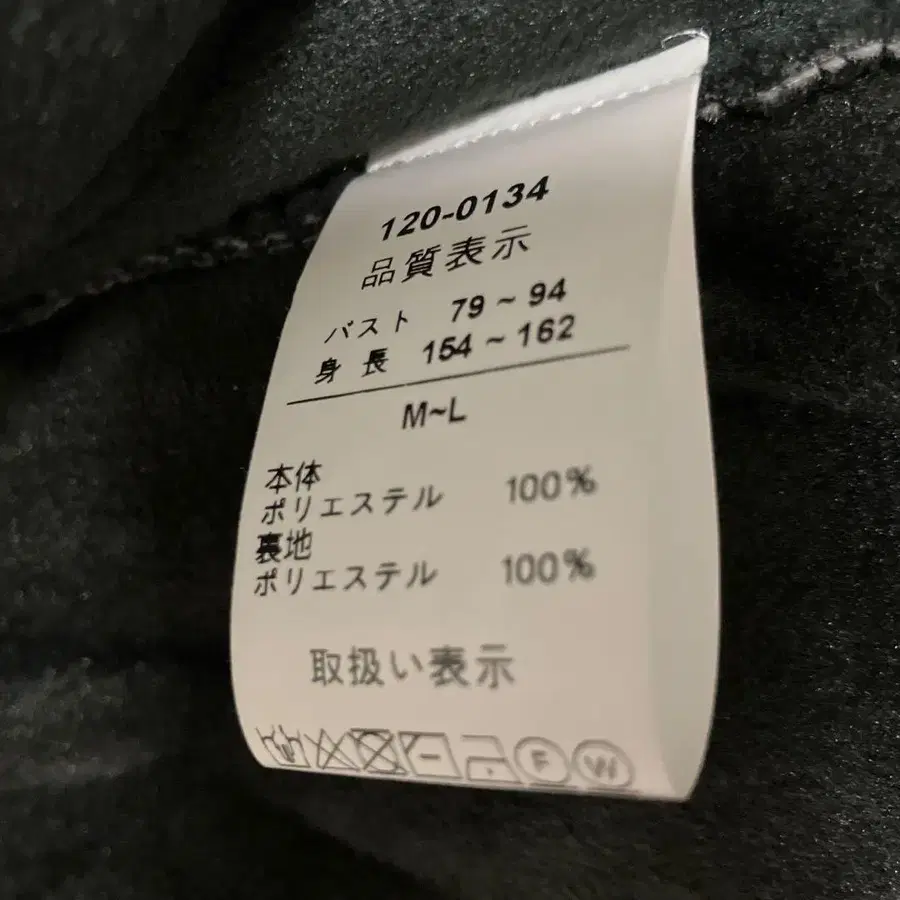 120-0134
品質表示
バスト 79~94
身長 154~162
M~L
本体
ポリエステル 100%
裏地
ポリエステル 100%
取扱い表示
F W